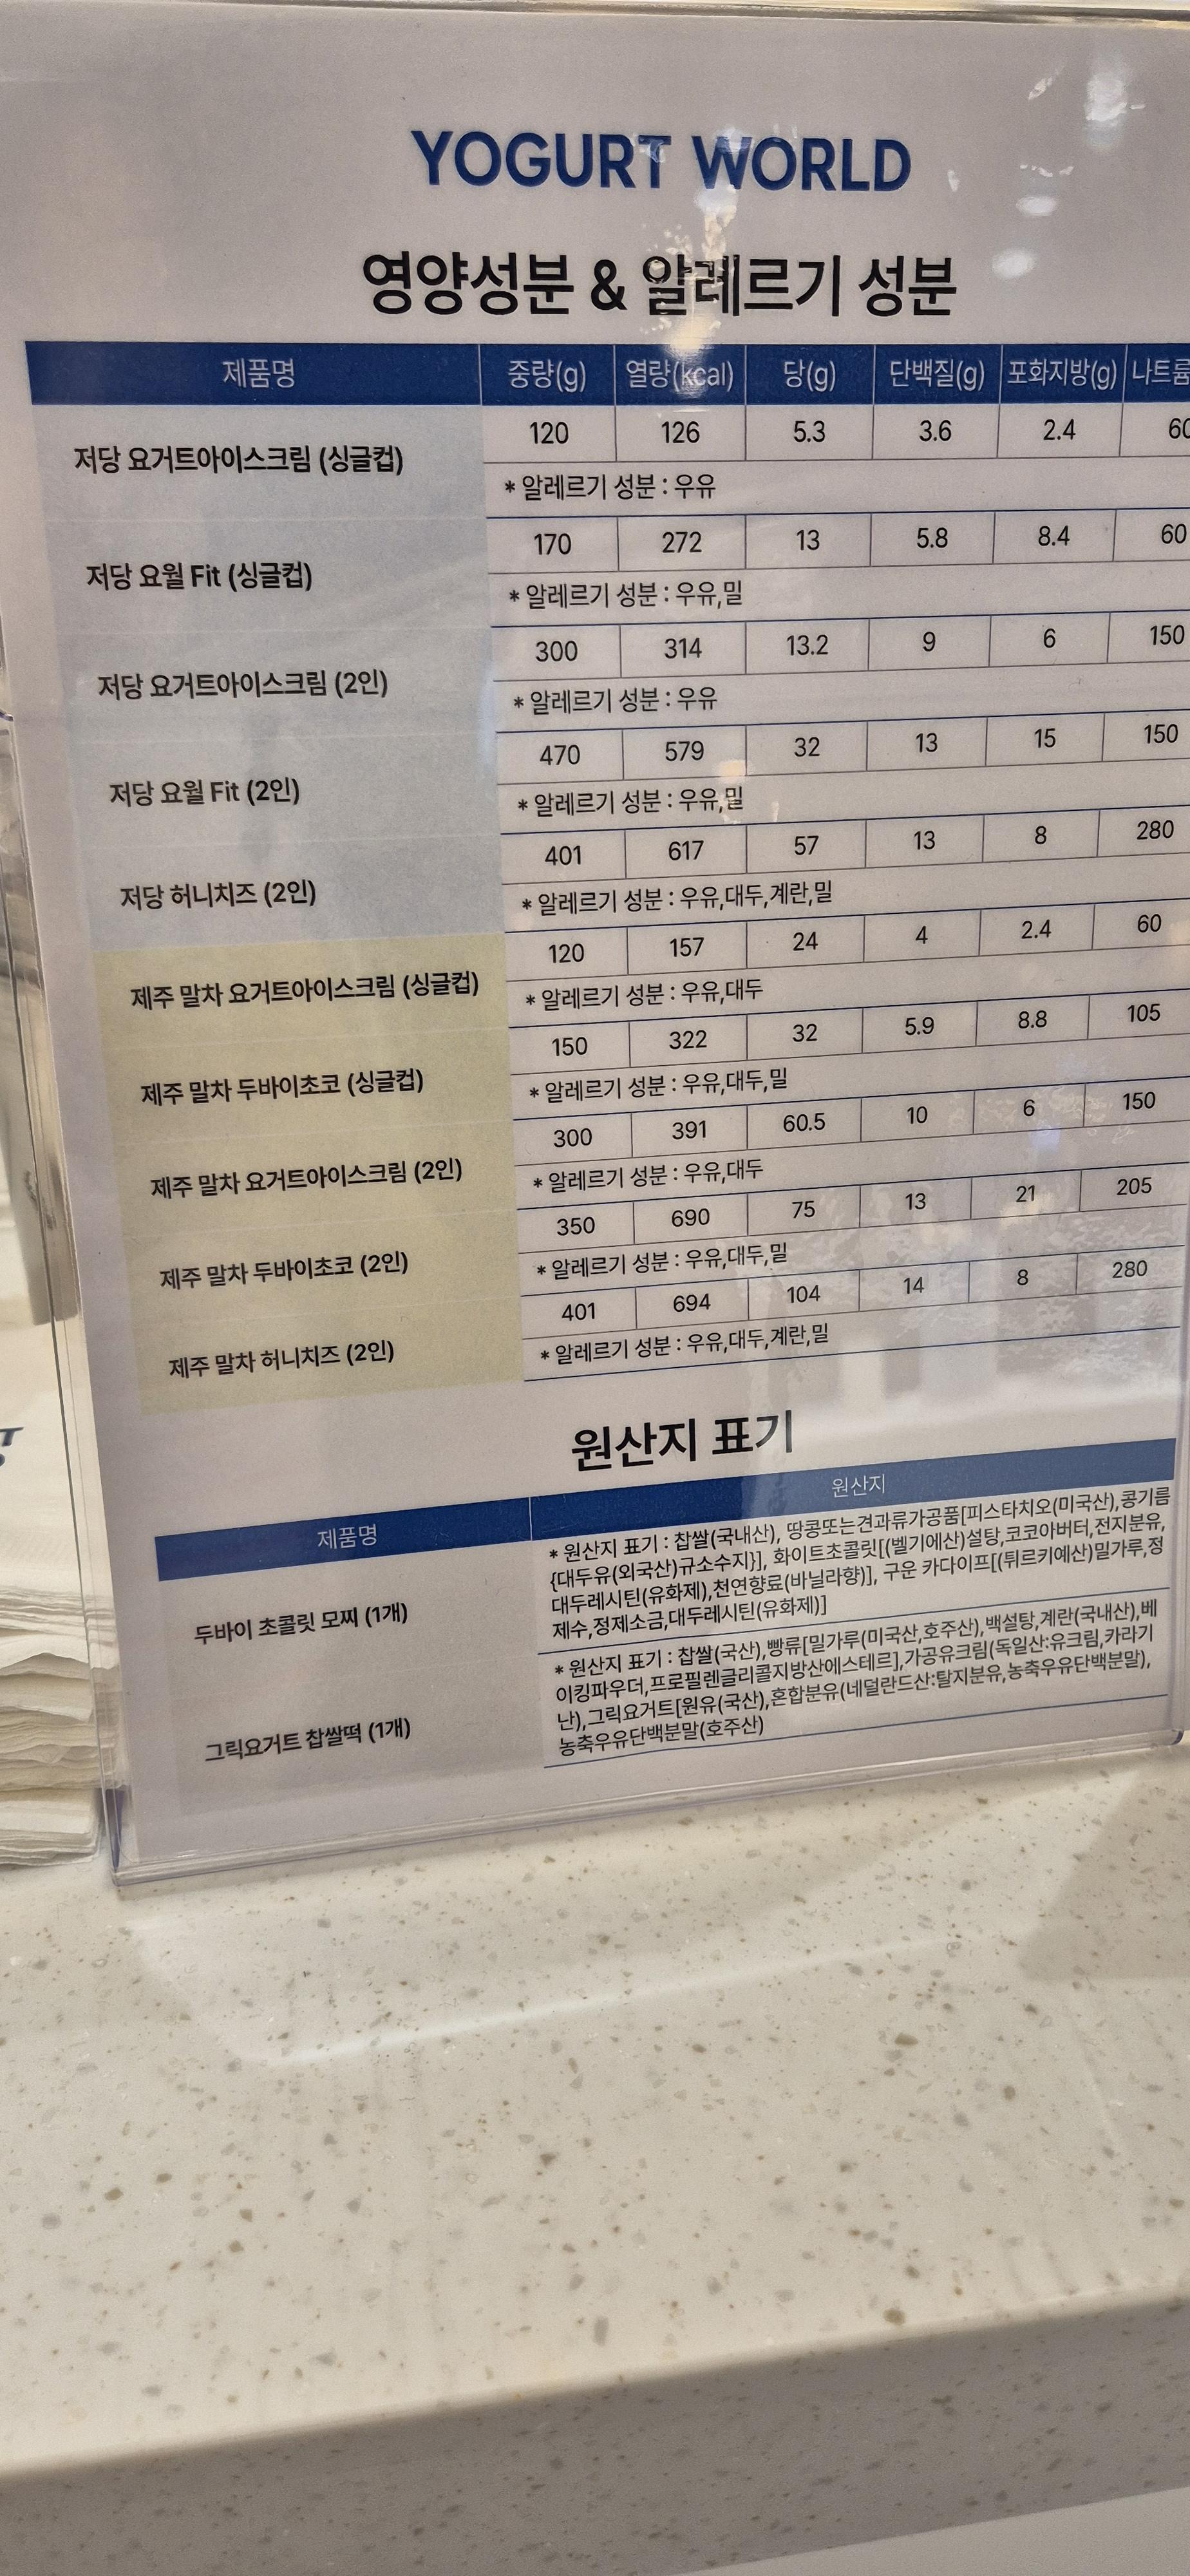 YOGURT WORLD
영양성분 & 알레르기 성분
제품명 중량(g) 열량(kcal) 당(g) 단백질(g) 포화지방(g) 나트륨
저당 요거트아이스크림 (싱글컵) 120 126 5.3 3.6 2.4 60
* 알레르기 성분 : 우유
저당 요월 Fit (싱글컵) 170 272 13 5.8 8.4 60
* 알레르기 성분 : 우유,밀
저당 요거트아이스크림 (2인) 300 314 13.2 9 6 150
* 알레르기 성분 : 우유
저당 요월 Fit (2인) 470 579 32 13 15 150
* 알레르기 성분 : 우유,밀
저당 허니치즈 (2인) 401 617 57 13 8 280
* 알레르기 성분 : 우유,대두,계란,밀
제주 말차 요거트아이스크림 (싱글컵) 120 157 24 4 2.4 60
* 알레르기 성분 : 우유,대두
제주 말차 두바이초코 (싱글컵) 150 322 32 5.9 8.8 105
* 알레르기 성분 : 우유,대두,밀
제주 말차 요거트아이스크림 (2인) 300 391 60.5 10 6 150
* 알레르기 성분 : 우유,대두
제주 말차 두바이초코 (2인) 350 690 75 13 21 205
* 알레르기 성분 : 우유,대두,밀
제주 말차 허니치즈 (2인) 401 694 104 14 8 280
* 알레르기 성분 : 우유,대두,계란,밀
원산지 표기
제품명 원산지
두바이 초콜릿 모찌 (1개)
* 원산지 표기 : 찹쌀(국내산), 땅콩또는견과류가공품[피스타치오(미국산),콩기름
{대두유(외국산)규소수지}], 화이트초콜릿[(벨기에산)설탕,코코아버터,전지분유,
대두레시틴(유화제),천연향료(바닐라향)], 구운 카다이프[(튀르키예산)밀가루,정
제수,정제소금,대두레시틴(유화제)]
그릭요거트 찹쌀떡 (1개)
* 원산지 표기 : 찹쌀(국산),빵류[밀가루(미국산,호주산),백설탕,계란(국내산),베
이킹파우더,프로필렌글리콜지방산에스테르],가공유크림(독일산:유크림,카라기
난),그릭요거트[원유(국산),혼합분유(네덜란드산:탈지분유,농축우유단백분말),
농축우유단백분말(호주산)